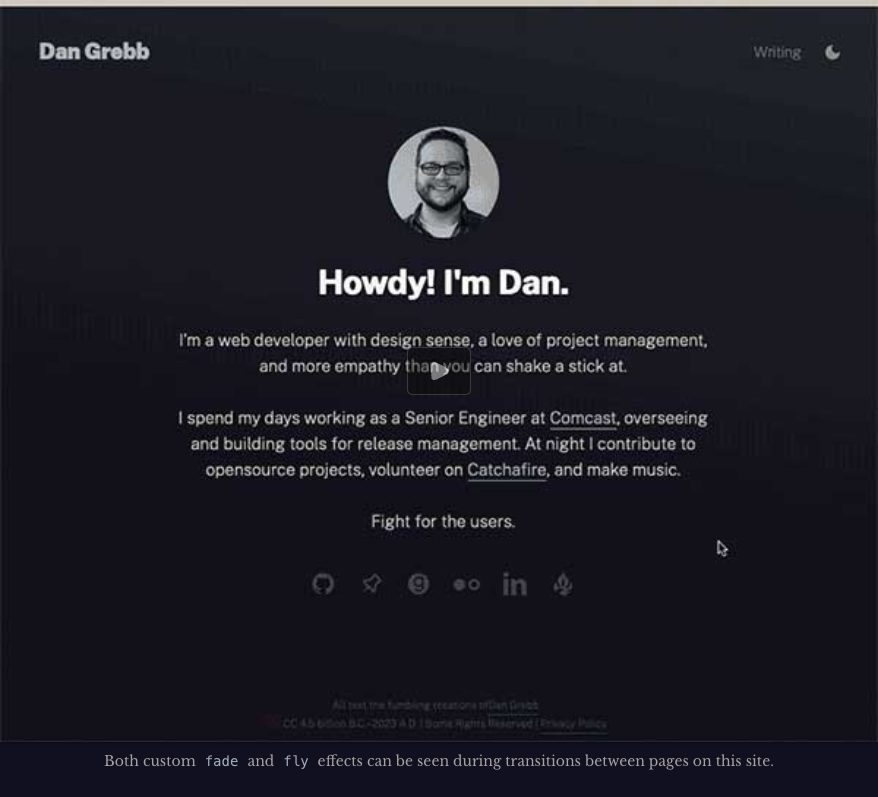 Dan Grebb
Writing
Howdy! I'm Dan.
I'm a web developer with design sense, a love of project management,
and more empathy than you can shake a stick at.
I spend my days working as a Senior Engineer at Comcast, overseeing
and building tools for release management. At night I contribute to
opensource projects, volunteer on Catchafire, and make music.
Fight for the users.
in
All text the fumbling creations of Dan Grebb
CC 4.5 billion B.C.-2023 A.D. | Some Rights Reserved | Privacy Policy
Both custom fade and fly effects can be seen during transitions between pages on this site.